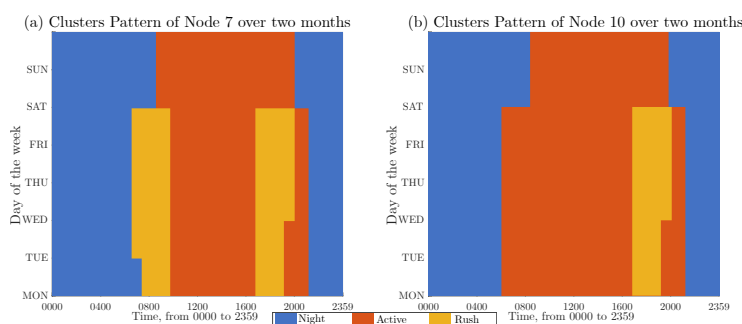 (a) Clusters Pattern of Node 7 over two months
(b) Clusters Pattern of Node 10 over two months
Day of the week
SUN
SAT
FRI
THU
WED
TUE
MON
0000 0400 0800 1200 1600 2000 2359
Time, from 0000 to 2359
Day of the week
SUN
SAT
FRI
THU
WED
TUE
MON
0000 0400 0800 1200 1600 2000 2359
Time, from 0000 to 2359
Night Active Rush